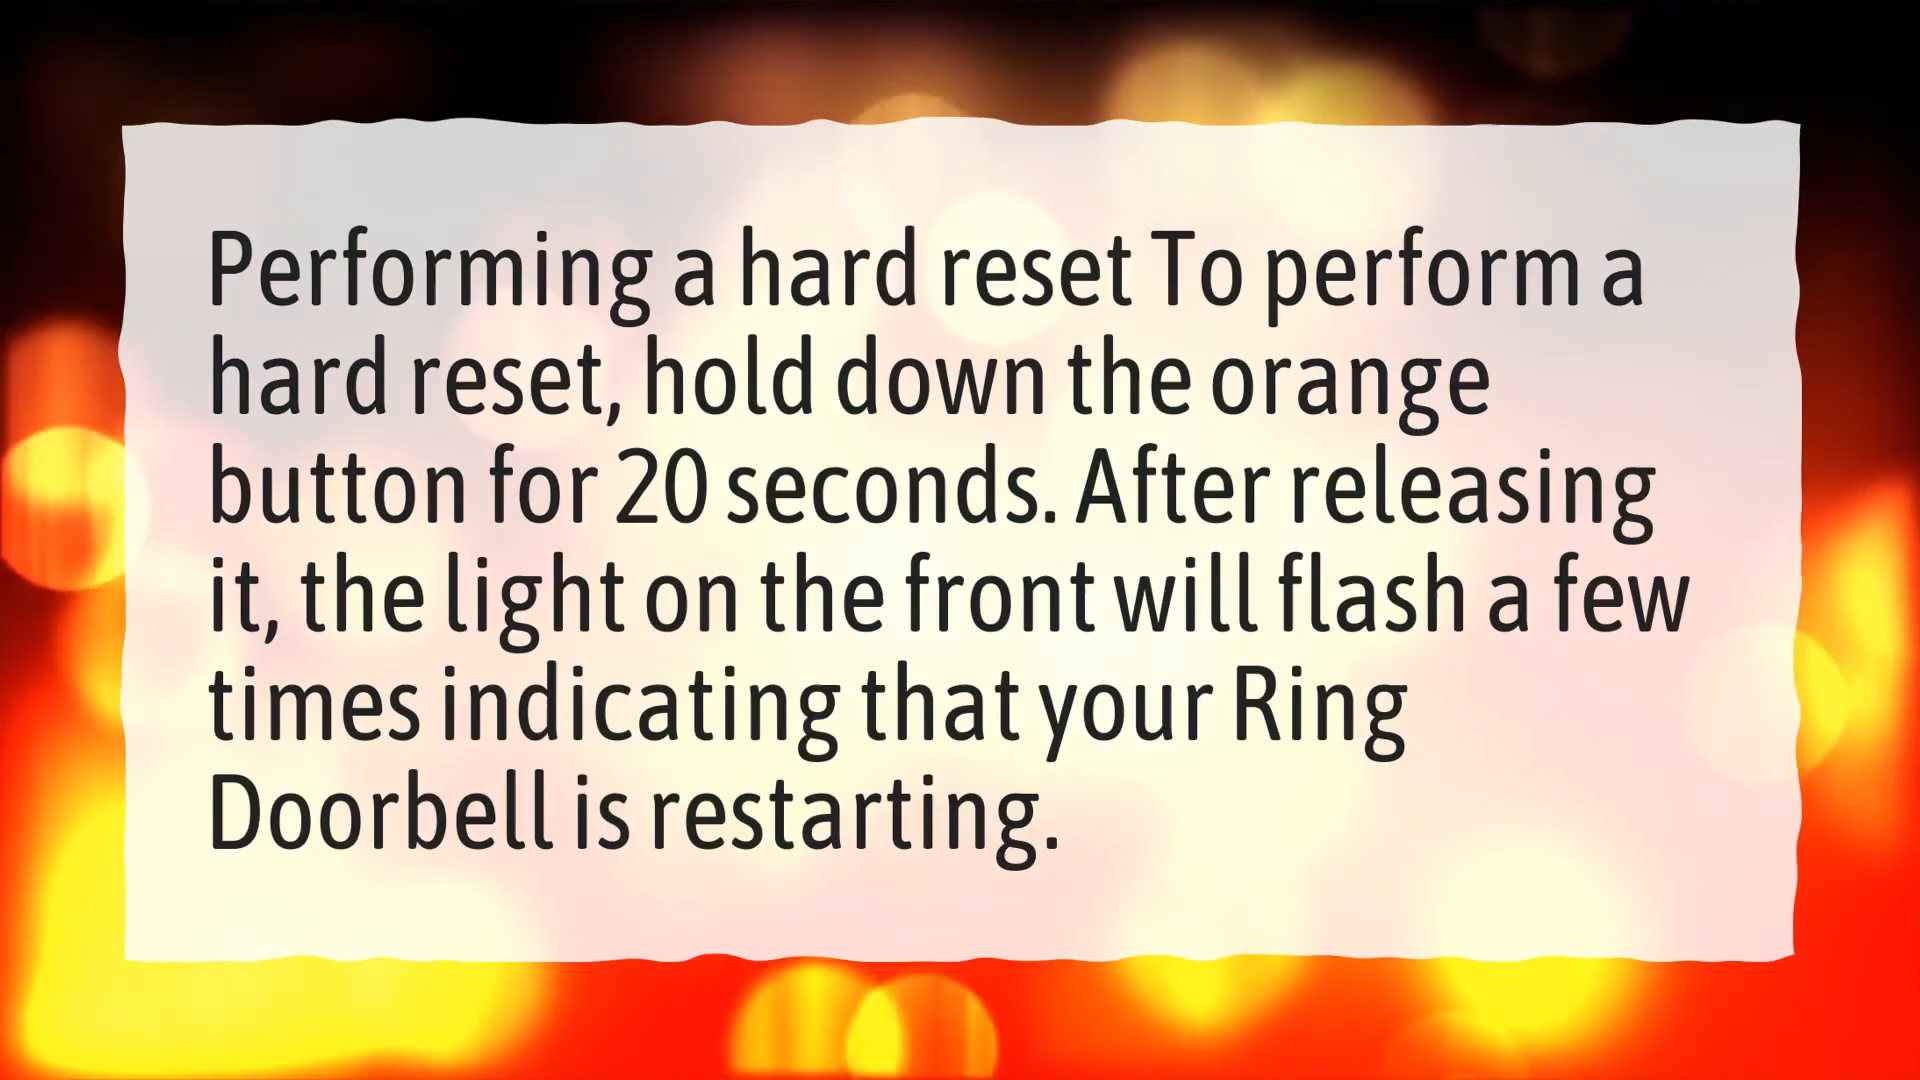 Performing a hard reset To perform a
hard reset, hold down the orange
button for 20 seconds. After releasing
it, the light on the front will flash a few
times indicating that your Ring
Doorbell is restarting.